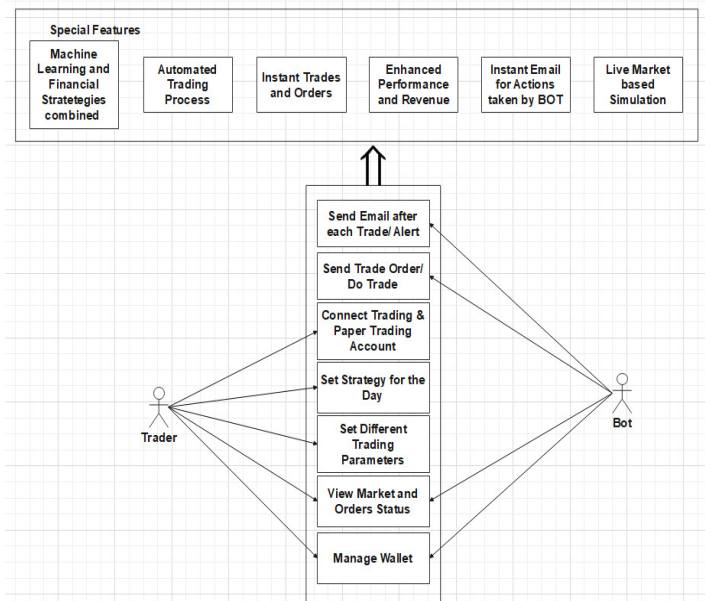 Special Features
Machine
Learning and
Financial
Stratetegies
combined
Automated
Trading
Process
Instant Trades
and Orders
Enhanced
Performance
and Revenue
Instant Email
for Actions
taken by BOT
Live Market
based
Simulation
Send Email after
each Trade/ Alert
Send Trade Order/
Do Trade
Connect Trading &
Paper Trading
Account
Set Strategy for the
Day
Set Different
Trading
Parameters
View Market and
Orders Status
Manage Wallet
Trader
Bot